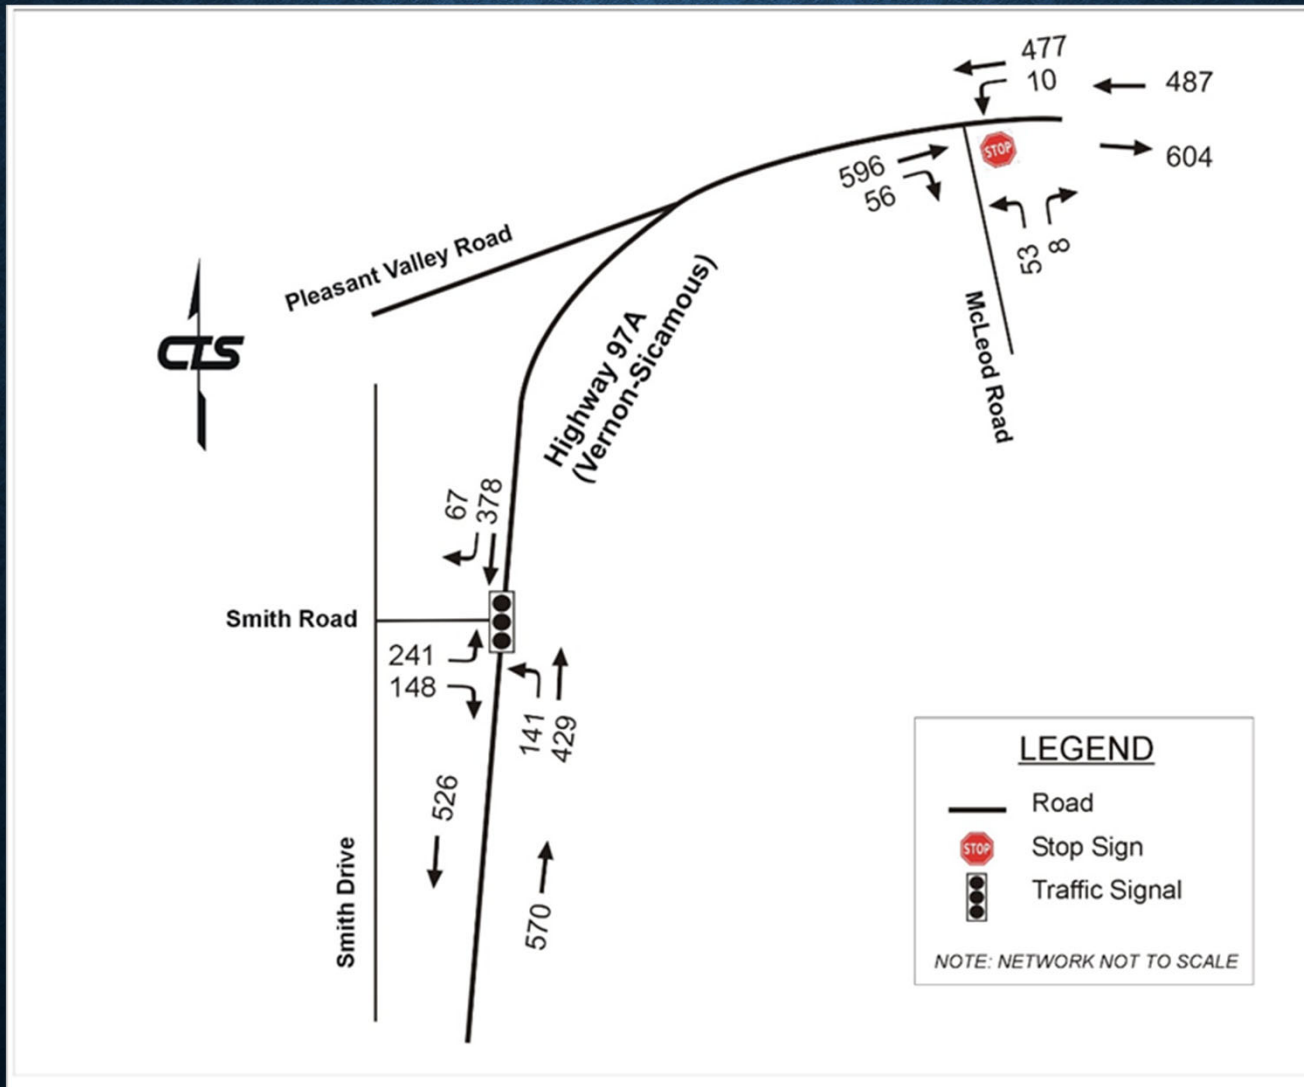 477
10
487
STOP
604
596
56
53
8
Pleasant Valley Road
CTS
Highway 97A
(Vernon-Sicamous)
McLeod Road
67
378
Smith Road
241
148
141
429
526
570
Smith Drive
LEGEND
Road
STOP
Stop Sign
Traffic Signal
NOTE: NETWORK NOT TO SCALE